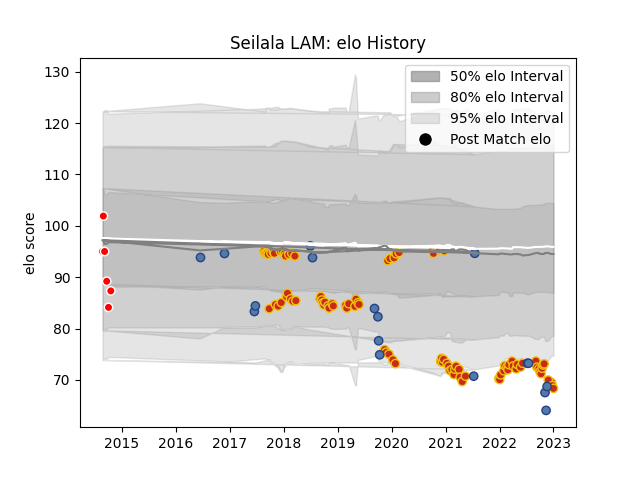 Seilala LAM: elo History
130
120
110
100
90
80
70
elo score
50% elo Interval
80% elo Interval
95% elo Interval
Post Match elo
2015 2016 2017 2018 2019 2020 2021 2022 2023